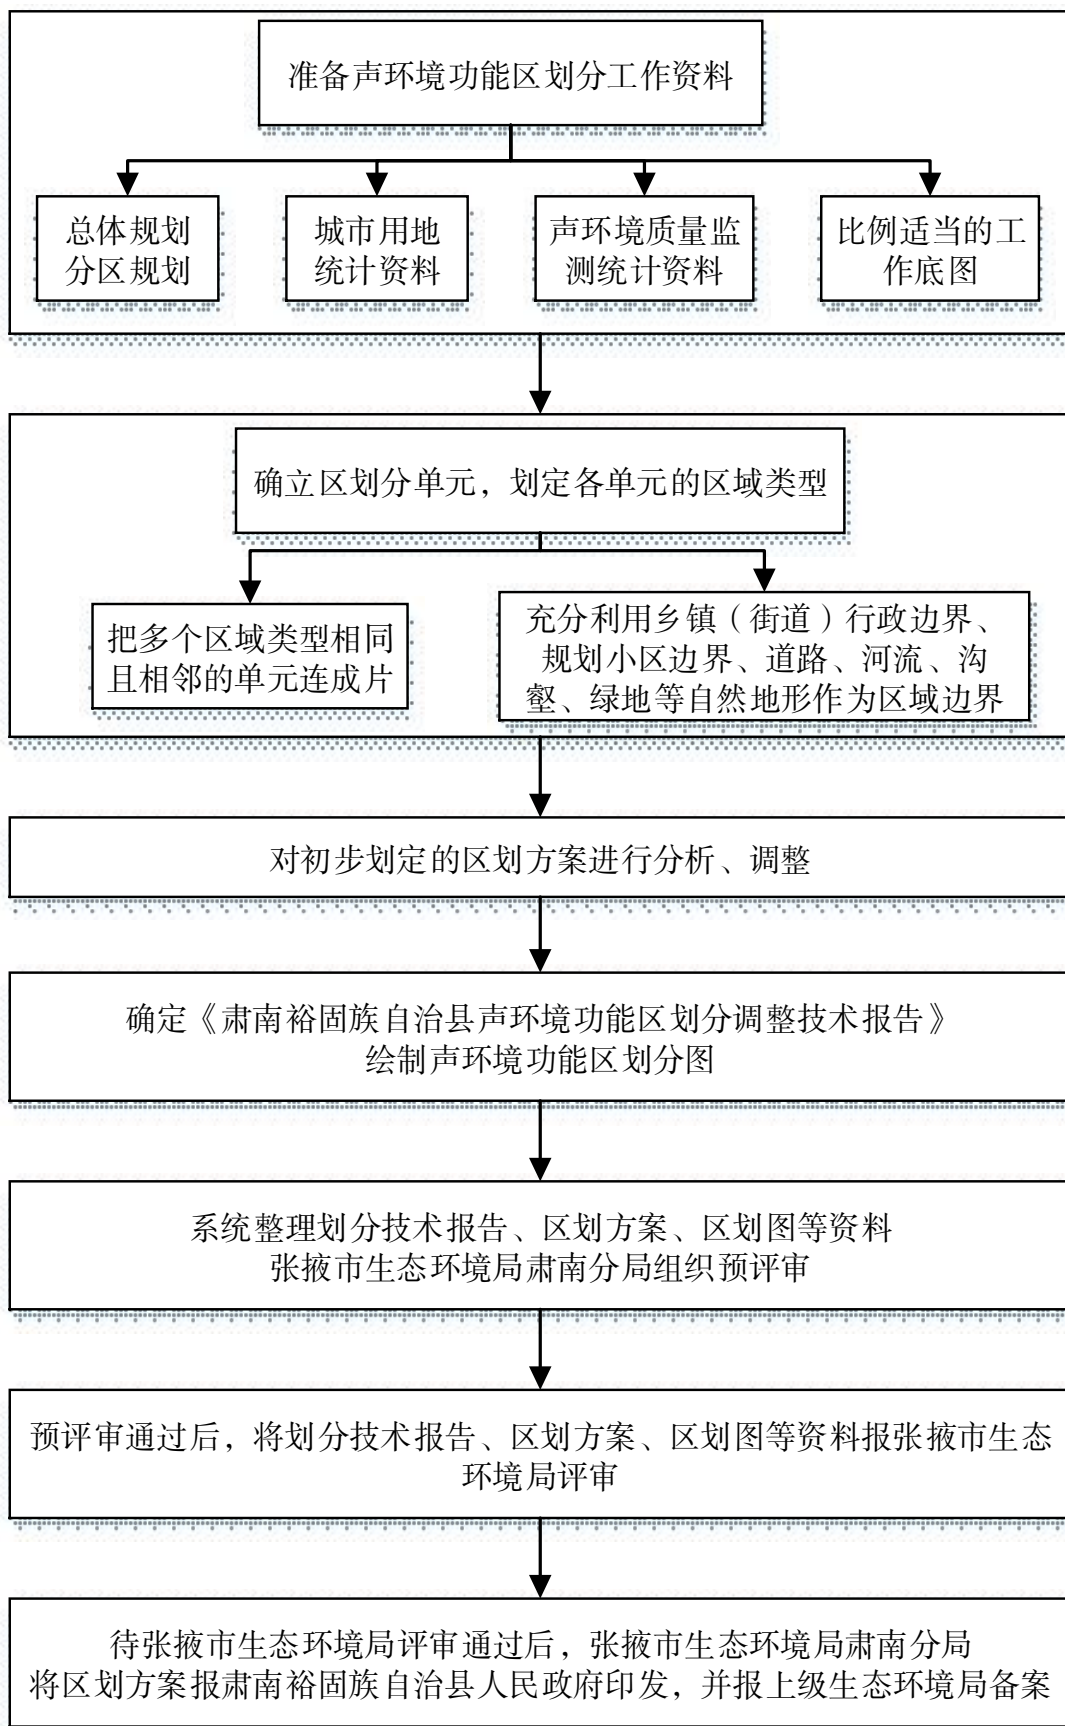 准备声环境功能区划分工作资料
总体规划
分区规划
城市用地
统计资料
声环境质量监
测统计资料
比例适当的工
作底图
确立区划分单元，划定各单元的区域类型
把多个区域类型相同
且相邻的单元连成片
充分利用乡镇（街道）行政边界、
规划小区边界、道路、河流、沟
壑、绿地等自然地形作为区域边界
对初步划定的区划方案进行分析、调整
确定《肃南裕固族自治县声环境功能区划分调整技术报告》
绘制声环境功能区划分图
系统整理划分技术报告、区划方案、区划图等资料
张掖市生态环境局肃南分局组织预评审
预评审通过后，将划分技术报告、区划方案、区划图等资料报张掖市生态
环境局评审
待张掖市生态环境局评审通过后，张掖市生态环境局肃南分局
将区划方案报肃南裕固族自治县人民政府印发，并报上级生态环境局备案